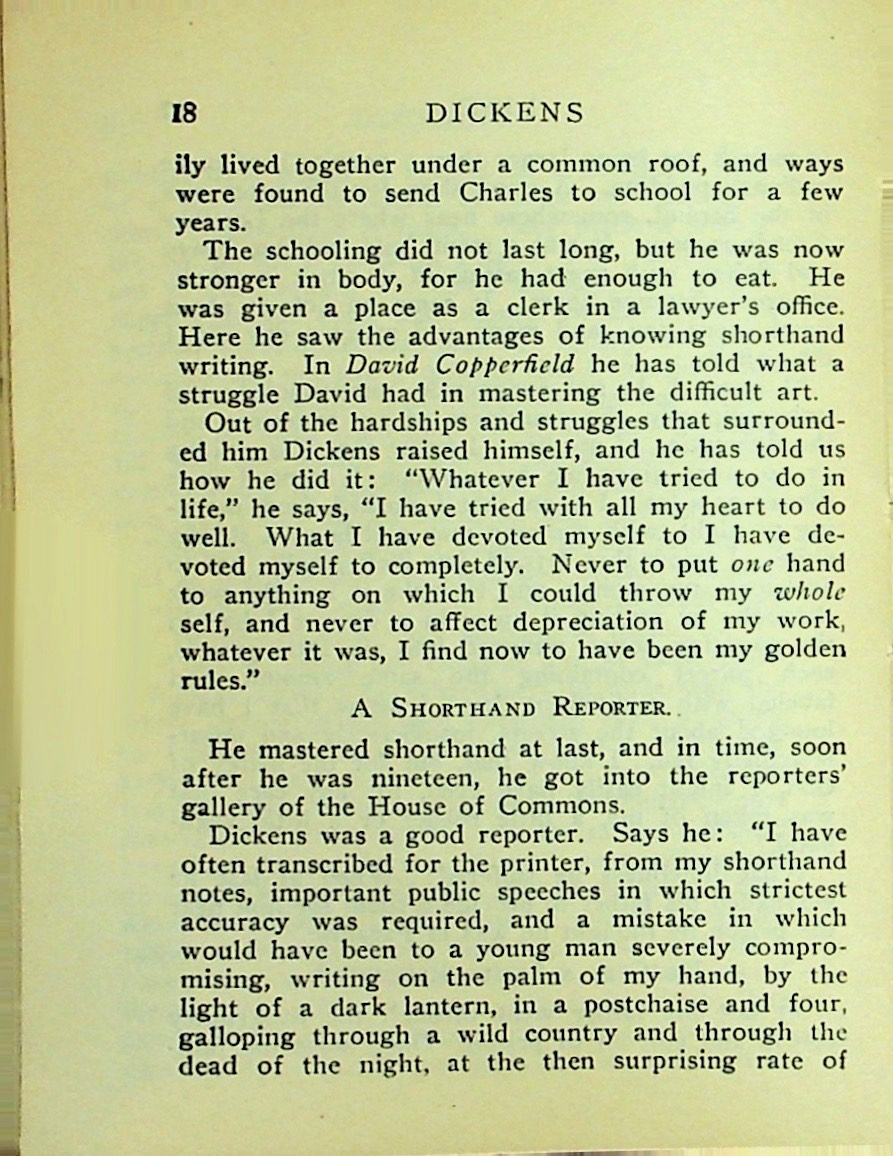 18 DICKENS
ily lived together under a common roof, and ways
were found to send Charles to school for a few
years.
The schooling did not last long, but he was now
stronger in body, for he had enough to eat. He
was given a place as a clerk in a lawyer's office.
Here he saw the advantages of knowing shorthand
writing. In David Copperfield he has told what a
struggle David had in mastering the difficult art.
Out of the hardships and struggles that surround-
ed him Dickens raised himself, and he has told us
how he did it: "Whatever I have tried to do in
life," he says, "I have tried with all my heart to do
well. What I have devoted myself to I have de-
voted myself to completely. Never to put one hand
to anything on which I could throw my whole
self, and never to affect depreciation of my work,
whatever it was, I find now to have been my golden
rules."
A SHORTHAND REPORTER.
He mastered shorthand at last, and in time, soon
after he was nineteen, he got into the reporters'
gallery of the House of Commons.
Dickens was a good reporter. Says he: "I have
often transcribed for the printer, from my shorthand
notes, important public speeches in which strictest
accuracy was required, and a mistake in which
would have been to a young man severely compro-
mising, writing on the palm of my hand, by the
light of a dark lantern, in a postchaise and four,
galloping through a wild country and through the
dead of the night, at the then surprising rate of